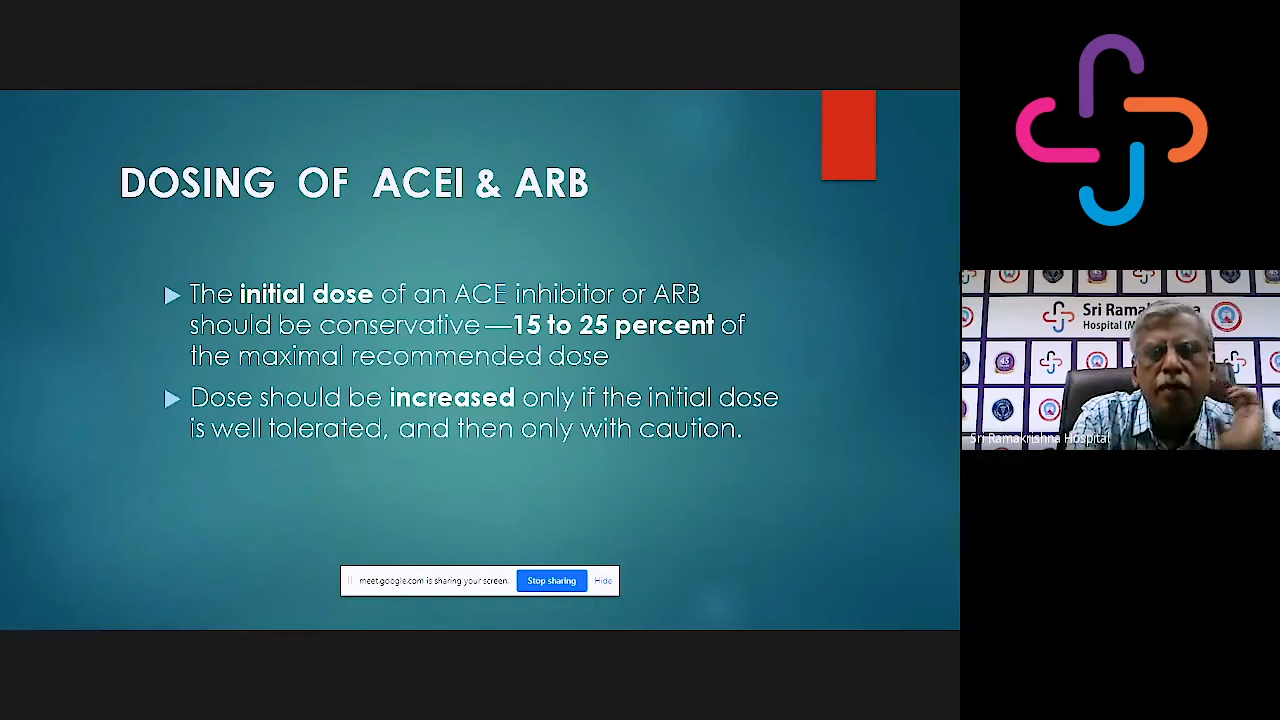 DOSING OF ACEI & ARB
The initial dose of an ACE inhibitor or ARB
should be conservative—15 to 25 percent of
the maximal recommended dose
Dose should be increased only if the initial dose
is well tolerated, and then only with caution.
meet.google.com is sharing your screen.
Stop sharing
Hide
Sri Rama
Hospital (M
Sri Ramakrishna Hospital